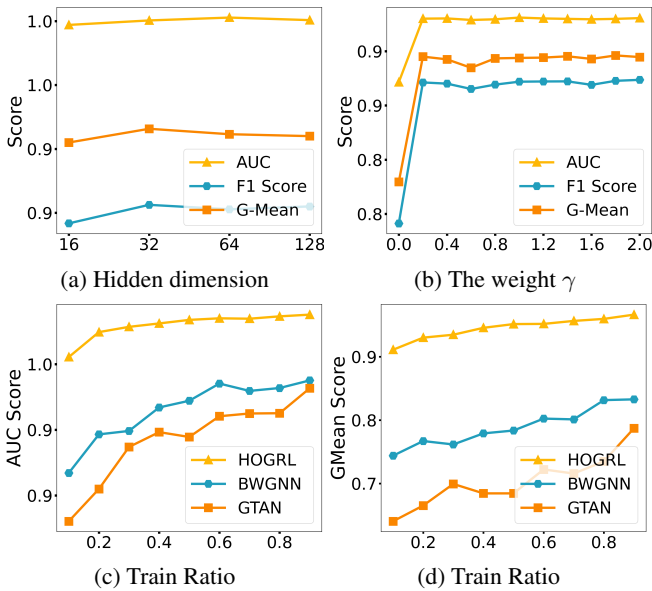 1.0
1.0
0.9
0.9
Score
AUC
F1 Score
G-Mean
16 32 64 128
(a) Hidden dimension
0.9
0.9
0.8
0.8
Score
AUC
F1 Score
G-Mean
0.0 0.4 0.8 1.2 1.6 2.0
(b) The weight γ
1.0
0.9
0.9
AUC Score
HOGRL
BWGNN
GTAN
0.2 0.4 0.6 0.8
(c) Train Ratio
0.9
0.8
0.7
GMean Score
HOGRL
BWGNN
GTAN
0.2 0.4 0.6 0.8
(d) Train Ratio